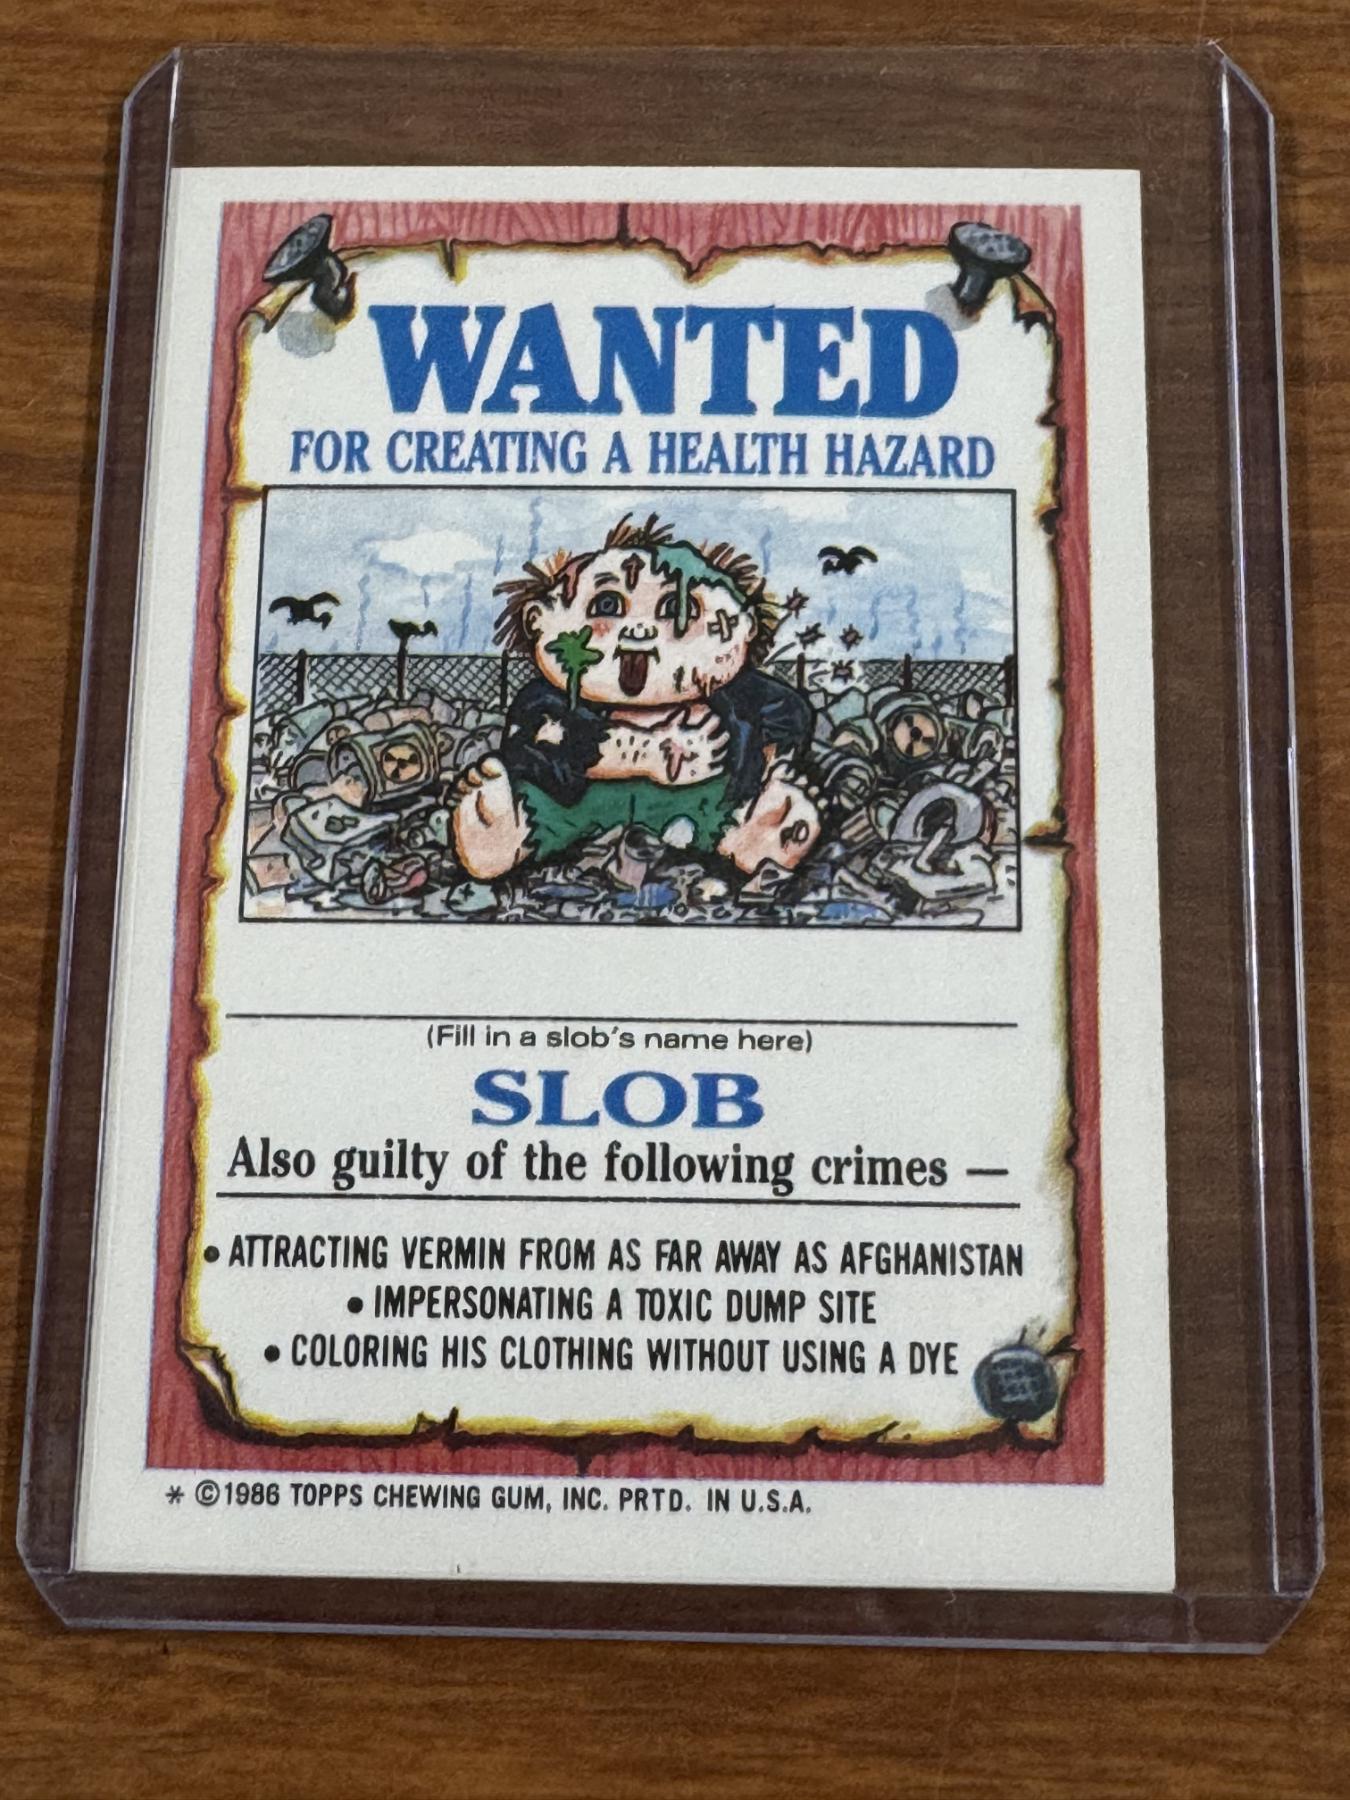 WANTED
FOR CREATING A HEALTH HAZARD
(Fill in a slob's name here)
SLOB
Also guilty of the following crimes —
• ATTRACTING VERMIN FROM AS FAR AWAY AS AFGHANISTAN
• IMPERSONATING A TOXIC DUMP SITE
• COLORING HIS CLOTHING WITHOUT USING A DYE
* ©1986 TOPPS CHEWING GUM, INC. PRTD. IN U.S.A.